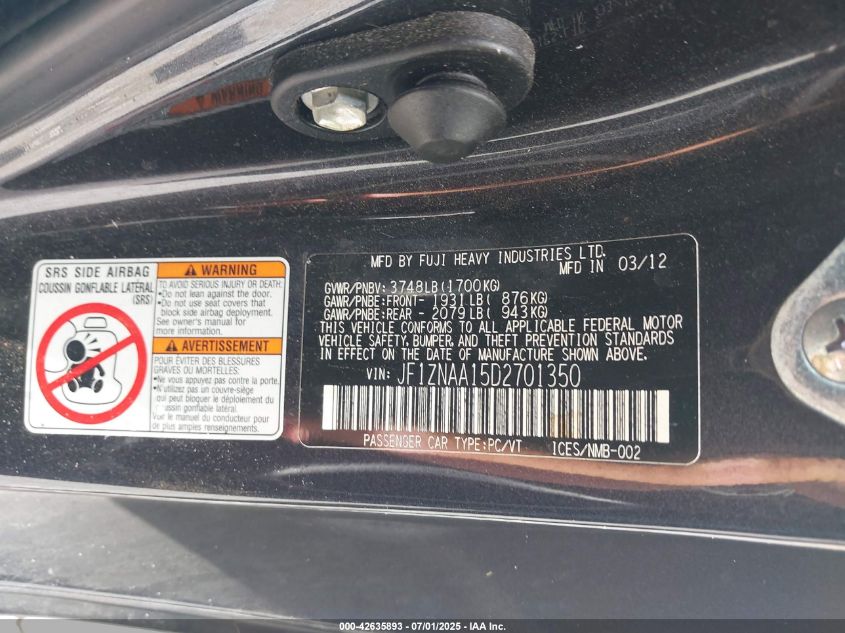 WARNING
MFD BY FUJI HEAVY INDUSTRIES LTD.
MFD IN 03/12
GVWR/PNBV: 3748LB(1700KG)
GAWR/PNBE:FRONT- 1931LB( 876KG)
GAWR/PNBE:REAR - 2079LB( 943KG)
THIS VEHICLE CONFORMS TO ALL APPLICABLE FEDERAL MOTOR
VEHICLE SAFETY, BUMPER, AND THEFT PREVENTION STANDARDS
IN EFFECT ON THE DATE OF MANUFACTURE SHOWN ABOVE.
VIN: JF1ZNAA15D2701350
PASSENGER CAR TYPE:PC/VT ICES/NMB-002
SRS SIDE AIRBAG
COUSSIN GONFLABLE LATÉRAL
(SRS)
WARNING
TO AVOID SERIOUS INJURY OR DEATH:
•Do not lean against the door.
•Do not use seat covers that
block side airbag deployment.
See owner's manual for
more information.
AVERTISSEMENT
POUR ÉVITER DES BLESSURES
GRAVES OU MORTELLES:
•Ne vous appuyez pas contre la porte.
•Ne pas utiliser un couvre-siège
qui peut bloquer le déploiement du
coussin gonflable latéral.
Voir le manuel du conducteur pour
de plus amples renseignements.
000-42635893 / 07/01/2025 - IAA Inc.